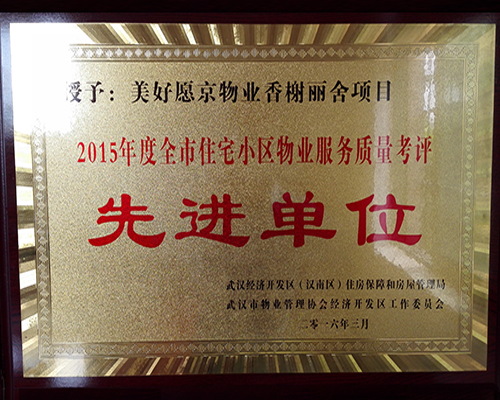 授予：美好愿京物业香榭丽舍项目
2015年度全市住宅小区物业服务质量考评
先进单位
武汉经济开发区（汉南区）住房保障和房屋管理局
武汉市物业管理协会经济开发区工作委员会
二零一六年三月